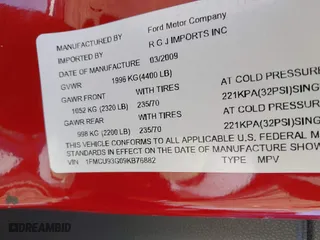 MANUFACTURED BY Ford Motor Company
IMPORTED BY R G J IMPORTS INC
DATE OF MANUFACTURE 03/2009
GVWR 1996 KG(4400 LB)
GAWR FRONT WITH TIRES AT COLD PRESSURE
1052 KG (2320 LB) 235/70 221KPA(32PSI)SING
GAWR REAR WITH TIRES AT COLD PRESSURE
998 KG (2200 LB) 235/70 221KPA(32PSI)SING
THIS VEHICLE CONFORMS TO ALL APPLICABLE U.S. FEDERAL M
STANDARDS IN EFFECT ON THE DATE OF MANUFACTURE SHOW
VIN 1FMCU93G09KB76882 TYPE MPV
DREAMBID